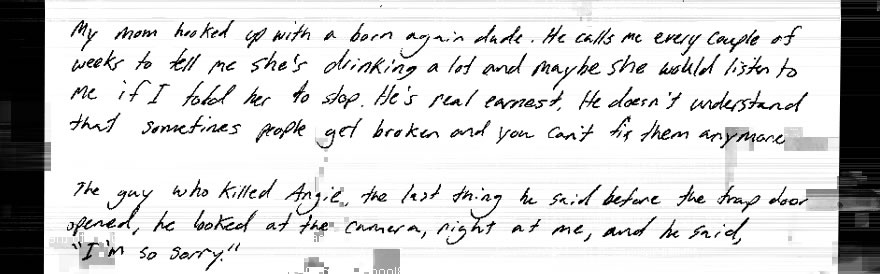 My mom hooked up with a born again dude. He calls me every couple of
weeks to tell me she's drinking a lot and maybe she would listen to
me if I told her to stop. He's real earnest. He doesn't understand
that sometimes people get broken and you can't fix them anymore
The guy who killed Angie, the last thing he said before the trap door
opened, he looked at the camera, right at me, and he said,
"I'm so sorry."